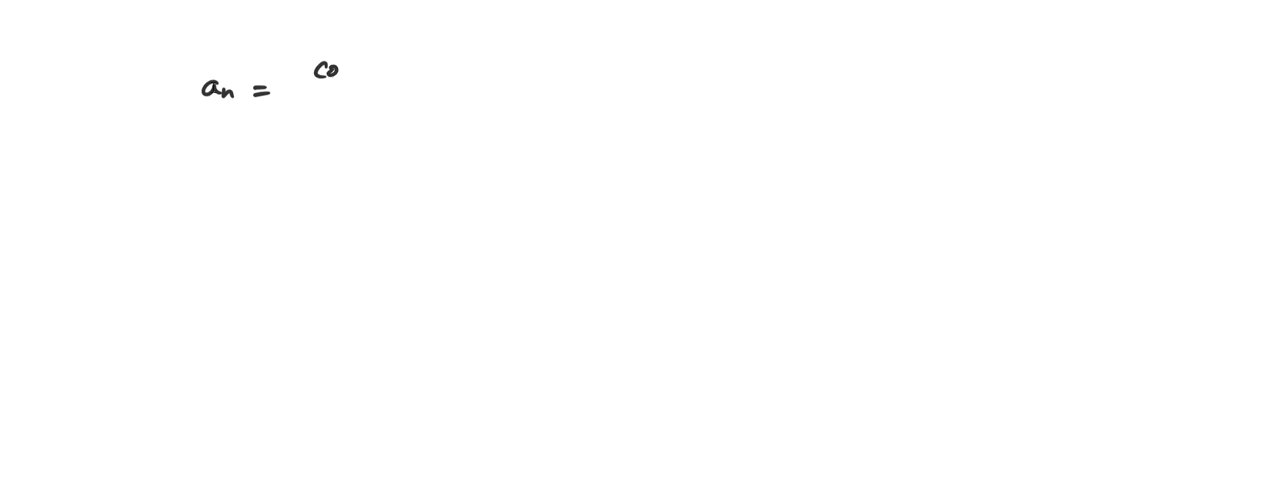 aₙ = co